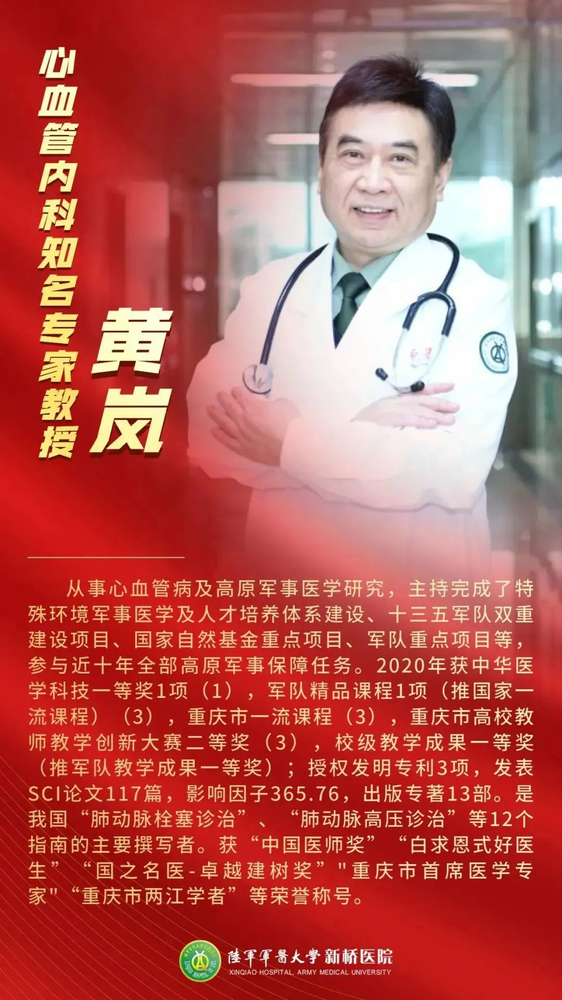 心血管内科知名专家教授
黄岚
从事心血管病及高原军事医学研究，主持完成了特
殊环境军事医学及人才培养体系建设、十三五军队双重
建设项目、国家自然基金重点项目、军队重点项目等，
参与近十年全部高原军事保障任务。2020年获中华医
学科技一等奖1项（1），军队精品课程1项（推国家一
流课程）（3），重庆市一流课程（3），重庆市高校教
师教学创新大赛二等奖（3），校级教学成果一等奖
（推军队教学成果一等奖）；授权发明专利3项，发表
SCI论文117篇，影响因子365.76，出版专著13部。是
我国“肺动脉栓塞诊治”、“肺动脉高压诊治”等12个
指南的主要撰写者。获“中国医师奖”“白求恩式好医
生”“国之名医-卓越建树奖”"重庆市首席医学专
家"“重庆市两江学者”等荣誉称号。
陸軍軍醫大學新桥医院
XINQIAO HOSPITAL, ARMY MEDICAL UNIVERSITY